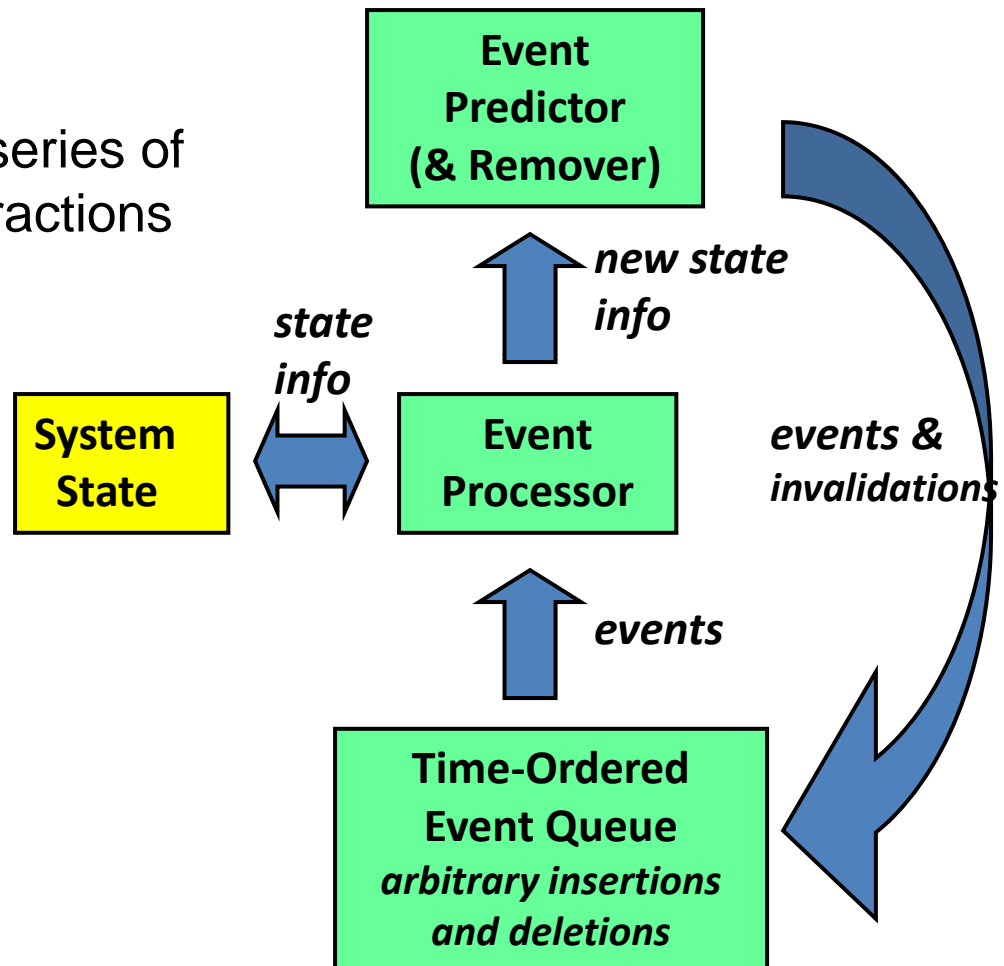 series of
Event
Predictor
(& Remover)
new state
info
state
info
System
State
Event
Processor
events &
invalidations
events
Time-Ordered
Event Queue
arbitrary insertions
and deletions